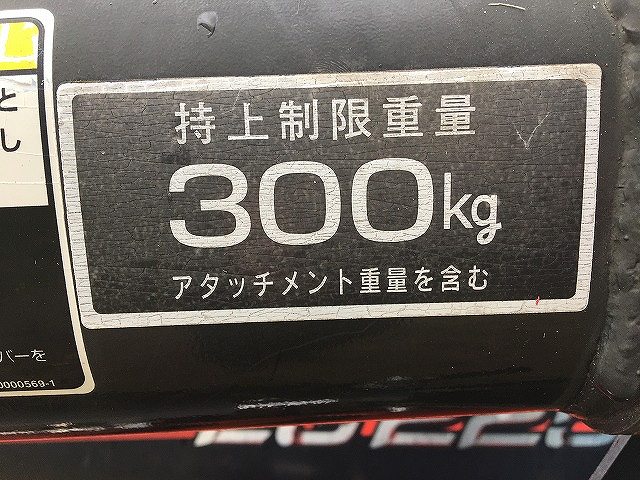 持上制限重量
300kg
アタッチメント重量を含む
と
し
バーを
0000569-1